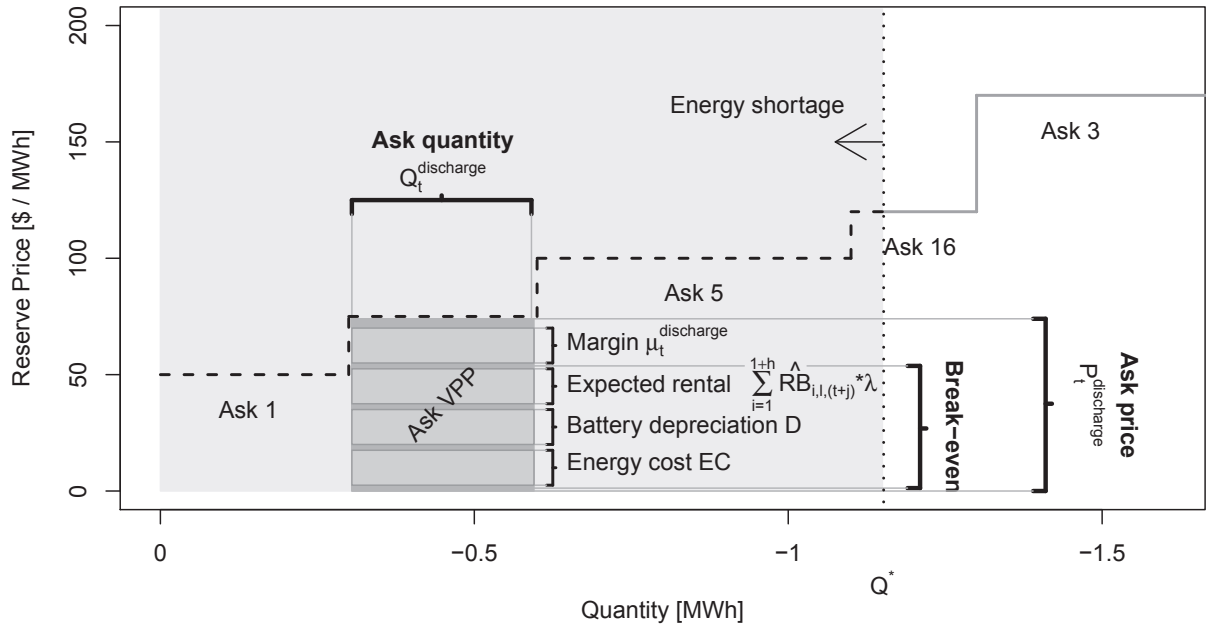 Reserve Price [$ / MWh]
200
150
100
50
0
Energy shortage
Ask 3
Ask quantity
Q_t^discharge
Ask 16
Ask 5
Ask 1
Ask VPP
Margin μ_t^discharge
Expected rental ∑_{i=1}^{1+h} R̂B_{i,l,(t+j)}*λ
Battery depreciation D
Energy cost EC
Break−even
Ask price
P_t^discharge
0
−0.5
−1
−1.5
Q*
Quantity [MWh]